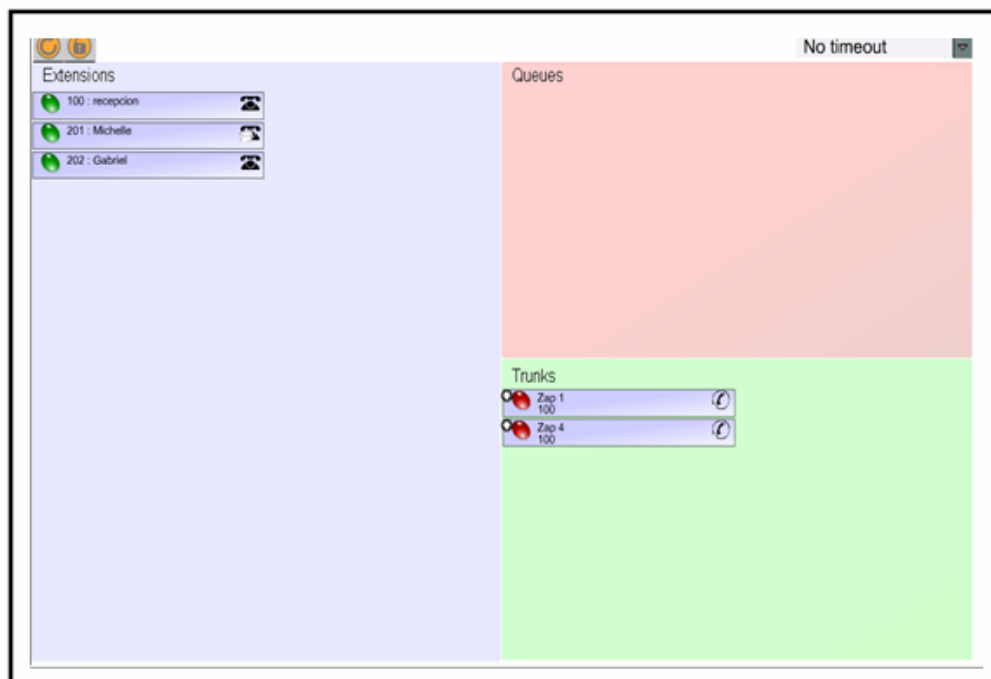 No timeout
Extensions
100 : recepcion
201 : Michelle
202 : Gabriel
Queues
Trunks
Zap 1
100
Zap 4
100